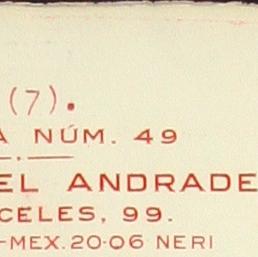 (7).
A NÚM. 49
EL ANDRADE
CELES, 99.
-MEX. 20-06 NERI